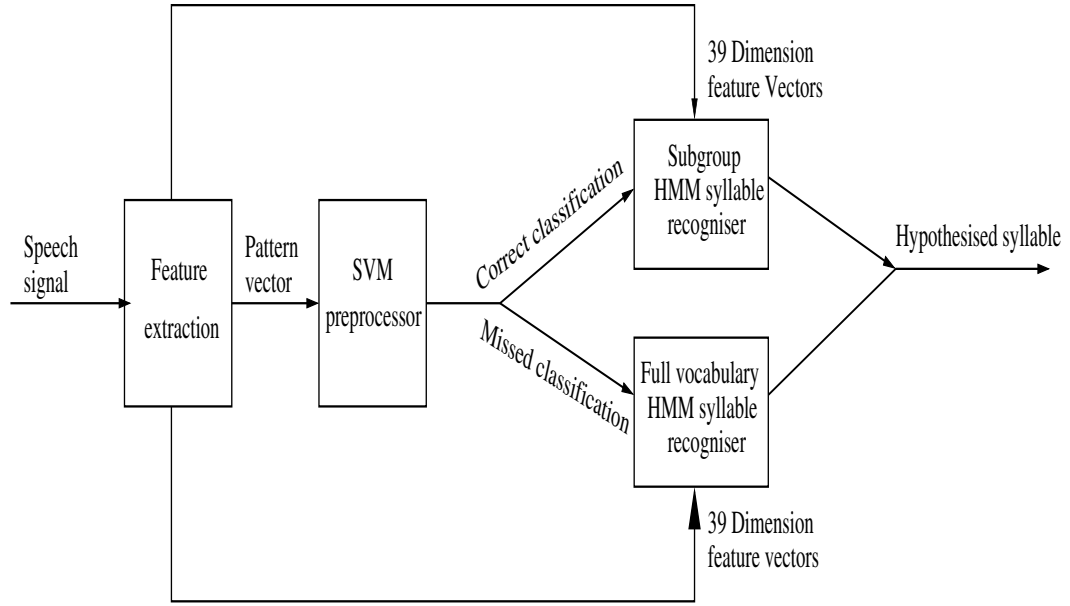 39 Dimension
feature Vectors
Subgroup
HMM syllable
recogniser
Correct classification
Hypothesised syllable
Speech
signal
Feature
extraction
Pattern
vector
SVM
preprocessor
Missed classification
Full vocabulary
HMM syllable
recogniser
39 Dimension
feature vectors